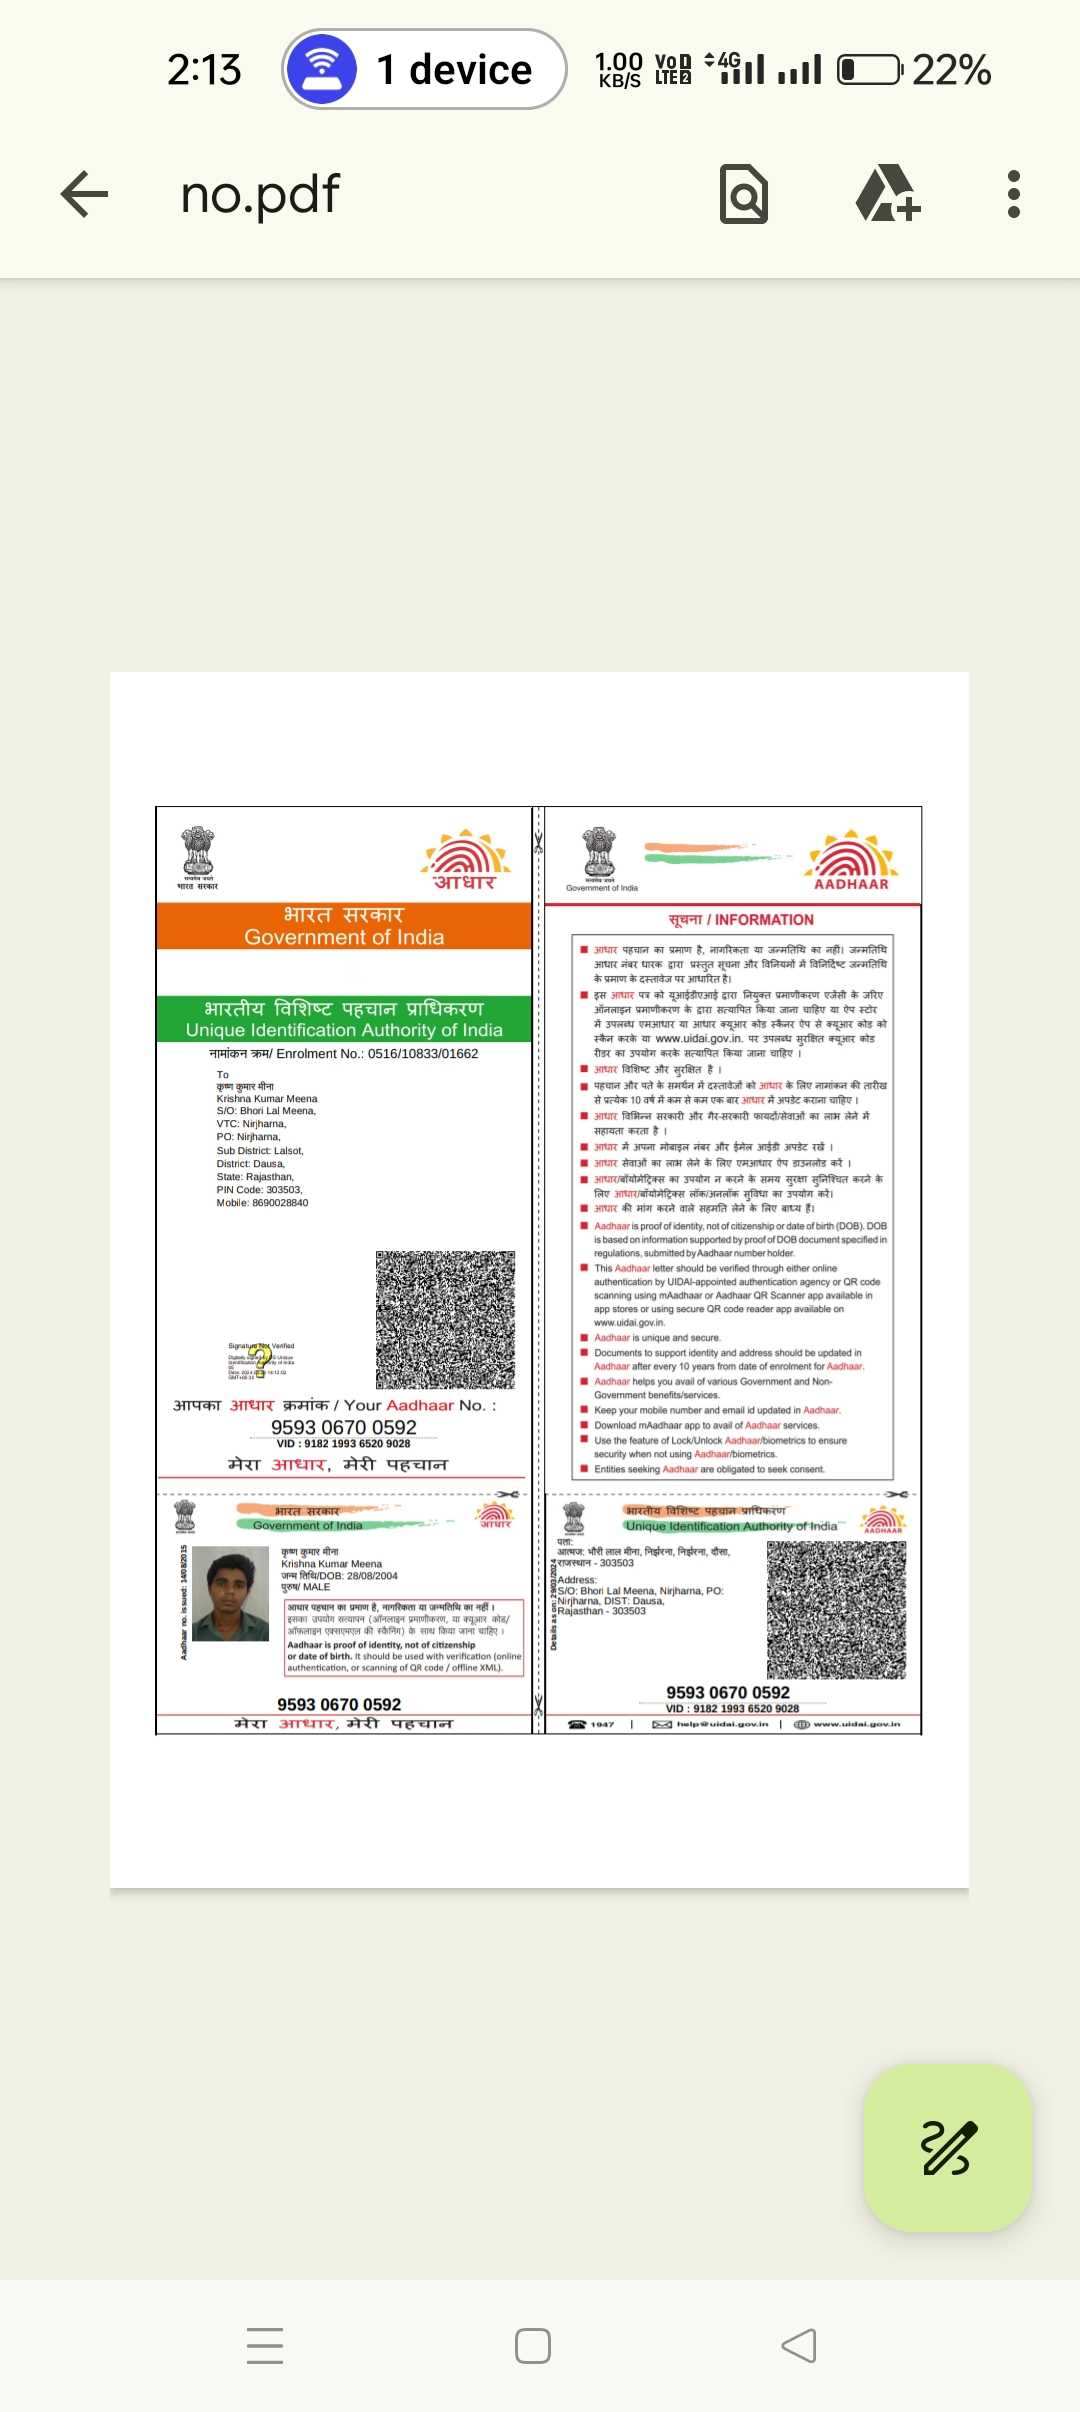 2:13
1 device
1.00 KB/S
VoD LTE 2
4G
22%
no.pdf
सत्यमेव जयते
भारत सरकार
आधार
भारत सरकार
Government of India
भारतीय विशिष्ट पहचान प्राधिकरण
Unique Identification Authority of India
नामांकन क्रम/ Enrolment No.: 0516/10833/01662
To
कृष्ण कुमार मीना
Krishna Kumar Meena
S/O: Bhori Lal Meena,
VTC: Nirjharna,
PO: Nirjharna,
Sub District: Lalsot,
District: Dausa,
State: Rajasthan,
PIN Code: 303503,
Mobile: 8690028840
Signature Not Verified
आपका आधार क्रमांक / Your Aadhaar No. :
9593 0670 0592
VID : 9182 1993 6520 9028
मेरा आधार, मेरी पहचान
Government of India
AADHAAR
सूचना / INFORMATION
आधार पहचान का प्रमाण है, नागरिकता या जन्मतिथि का नहीं। जन्मतिथि
आधार नंबर धारक द्वारा प्रस्तुत सूचना और विनियमों में विनिर्दिष्ट जन्मतिथि
के प्रमाण के दस्तावेज पर आधारित है।
इस आधार पत्र को यूआईडीएआई द्वारा नियुक्त प्रमाणीकरण एजेंसी के जरिए
ऑनलाइन प्रमाणीकरण के द्वारा सत्यापित किया जाना चाहिए या ऐप स्टोर
में उपलब्ध एमआधार या आधार क्यूआर कोड स्कैनर ऐप से क्यूआर कोड को
स्कैन करके या www.uidai.gov.in. पर उपलब्ध सुरक्षित क्यूआर कोड
रीडर का उपयोग करके सत्यापित किया जाना चाहिए ।
आधार विशिष्ट और सुरक्षित है ।
पहचान और पते के समर्थन में दस्तावेजों को आधार के लिए नामांकन की तारीख
से प्रत्येक 10 वर्ष में कम से कम एक बार आधार में अपडेट कराना चाहिए ।
आधार विभिन्न सरकारी और गैर-सरकारी फायदों/सेवाओं का लाभ लेने में
सहायता करता है ।
आधार में अपना मोबाइल नंबर और ईमेल आईडी अपडेट रखें ।
आधार सेवाओं का लाभ लेने के लिए एमआधार ऐप डाउनलोड करें ।
आधार/बॉयोमेट्रिक्स का उपयोग न करने के समय सुरक्षा सुनिश्चित करने के
लिए आधार/बॉयोमेट्रिक्स लॉक/अनलॉक सुविधा का उपयोग करें।
आधार की मांग करने वाले सहमति लेने के लिए बाध्य हैं।
Aadhaar is proof of identity, not of citizenship or date of birth (DOB). DOB
is based on information supported by proof of DOB document specified in
regulations, submitted by Aadhaar number holder.
This Aadhaar letter should be verified through either online
authentication by UIDAI-appointed authentication agency or QR code
scanning using mAadhaar or Aadhaar QR Scanner app available in
app stores or using secure QR code reader app available on
www.uidai.gov.in.
Aadhaar is unique and secure.
Documents to support identity and address should be updated in
Aadhaar after every 10 years from date of enrolment for Aadhaar.
Aadhaar helps you avail of various Government and Non-
Government benefits/services.
Keep your mobile number and email id updated in Aadhaar.
Download mAadhaar app to avail of Aadhaar services.
Use the feature of Lock/Unlock Aadhaar/biometrics to ensure
security when not using Aadhaar/biometrics.
Entities seeking Aadhaar are obligated to seek consent.
भारत सरकार
Government of India
आधार
Aadhaar no. issued: 14/08/2015
कृष्ण कुमार मीना
Krishna Kumar Meena
जन्म तिथि/DOB: 28/08/2004
पुरुष/ MALE
आधार पहचान का प्रमाण है, नागरिकता या जन्मतिथि का नहीं ।
इसका उपयोग सत्यापन (ऑनलाइन प्रमाणीकरण, या क्यूआर कोड/
ऑफ़लाइन एक्सएमएल की स्कैनिंग) के साथ किया जाना चाहिए ।
Aadhaar is proof of identity, not of citizenship
or date of birth. It should be used with verification (online
authentication, or scanning of QR code / offline XML).
9593 0670 0592
मेरा आधार, मेरी पहचान
भारतीय विशिष्ट पहचान प्राधिकरण
Unique Identification Authority of India
AADHAAR
Details as on: 29/03/2024
पता:
आत्मज: भौरी लाल मीना, निर्झरना, निर्झरना, दौसा,
राजस्थान - 303503
Address:
S/O: Bhori Lal Meena, Nirjharna, PO:
Nirjharna, DIST: Dausa,
Rajasthan - 303503
9593 0670 0592
VID : 9182 1993 6520 9028
1947 | help@uidai.gov.in | www.uidai.gov.in